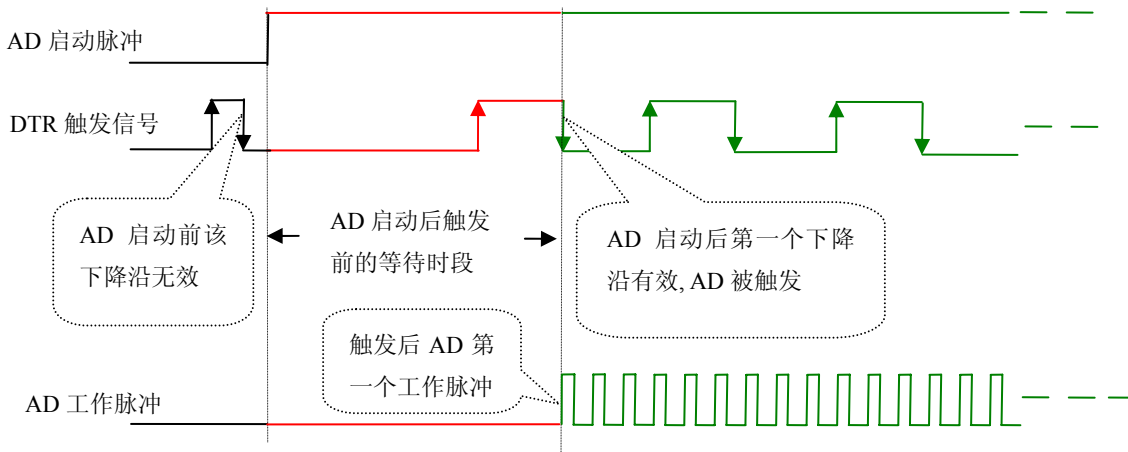 AD 启动脉冲
DTR 触发信号
AD 启动前该
下降沿无效
AD 启动后触发
前的等待时段
AD 启动后第一个下降
沿有效, AD 被触发
触发后 AD 第
一个工作脉冲
AD 工作脉冲